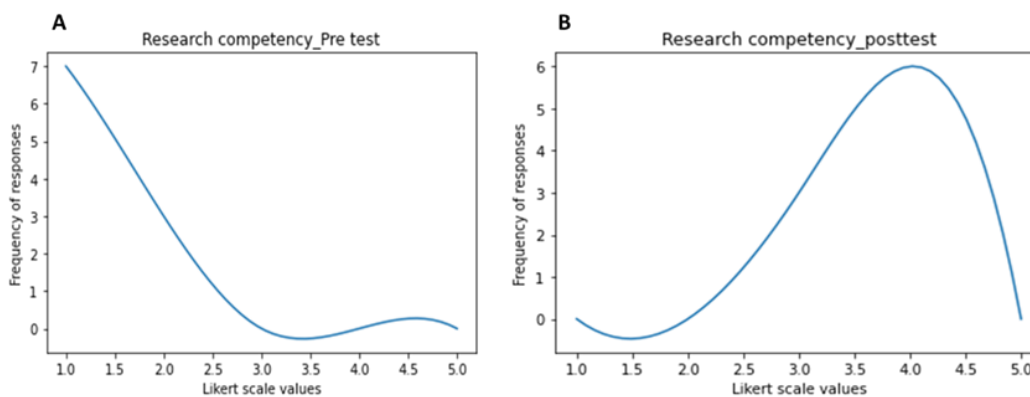 A
Research competency_Pre test
Frequency of responses
7
6
5
4
3
2
1
0
1.0 1.5 2.0 2.5 3.0 3.5 4.0 4.5 5.0
Likert scale values
B
Research competency_posttest
Frequency of responses
6
5
4
3
2
1
0
1.0 1.5 2.0 2.5 3.0 3.5 4.0 4.5 5.0
Likert scale values